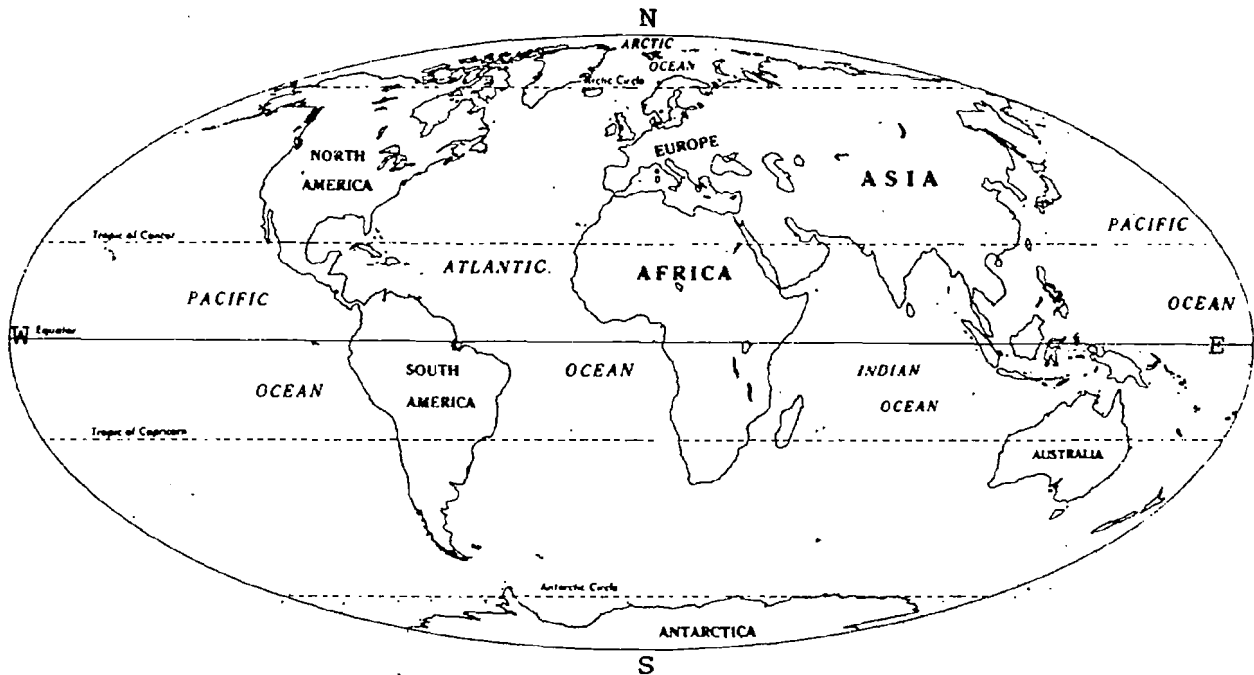 N
ARCTIC
OCEAN
Arctic Circle
NORTH
AMERICA
EUROPE
ASIA
PACIFIC
Tropic of Cancer
ATLANTIC.
AFRICA
PACIFIC
OCEAN
W Equator
E
SOUTH
AMERICA
OCEAN
INDIAN
OCEAN
OCEAN
Tropic of Capricorn
AUSTRALIA
Antarctic Circle
ANTARCTICA
S